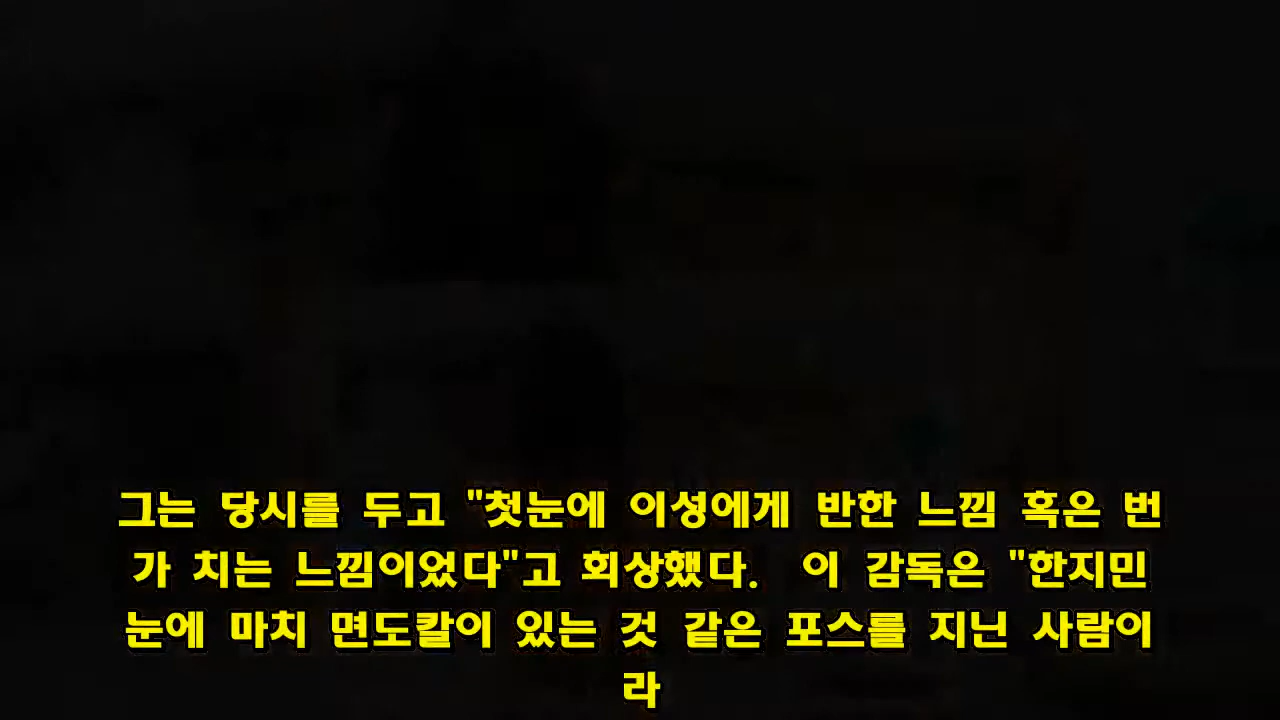 그는 당시를 두고 "첫눈에 이성에게 반한 느낌 혹은 번
가 치는 느낌이었다"고 회상했다. 이 감독은 "한지민
눈에 마치 면도칼이 있는 것 같은 포스를 지닌 사람이
라